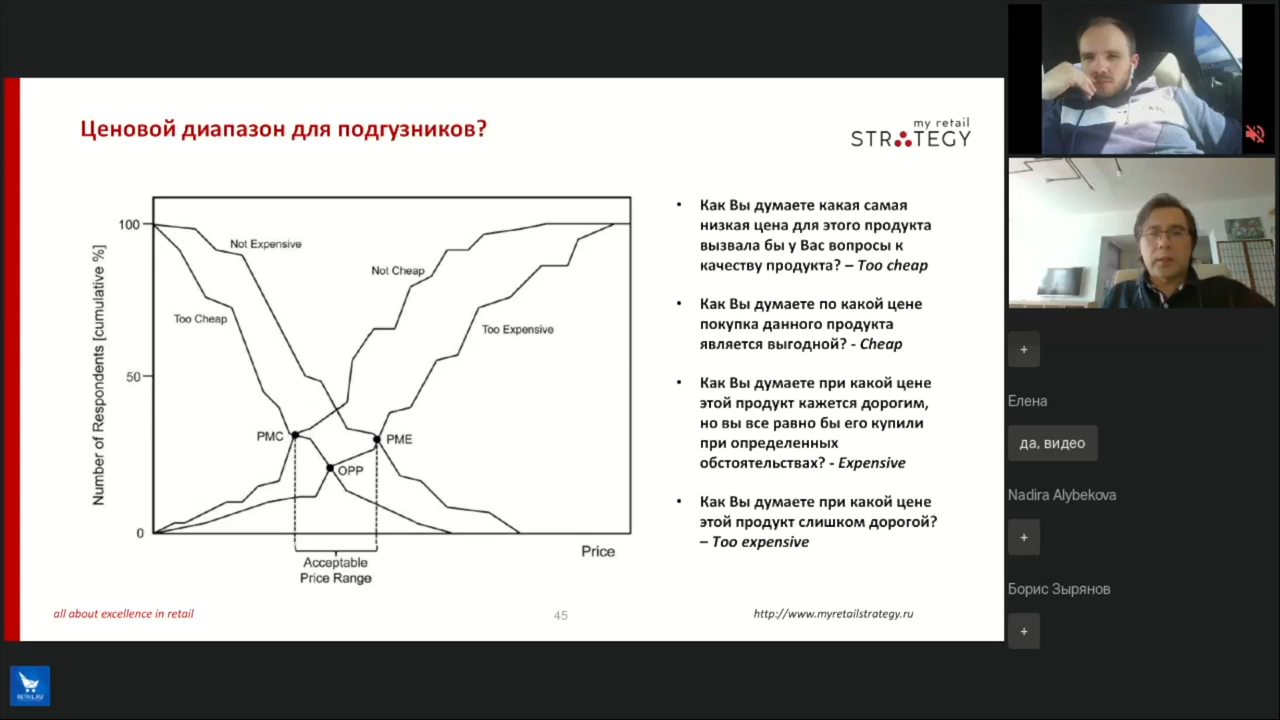 Ценовой диапазон для подгузников?
my retail
STRATEGY
Number of Respondents [cumulative %]
100
50
0
Not Expensive
Not Cheap
Too Cheap
Too Expensive
PMC
PME
OPP
Price
Acceptable
Price Range
• Как Вы думаете какая самая
низкая цена для этого продукта
вызвала бы у Вас вопросы к
качеству продукта? – Too cheap
• Как Вы думаете по какой цене
покупка данного продукта
является выгодной? - Cheap
• Как Вы думаете при какой цене
этой продукт кажется дорогим,
но вы все равно бы его купили
при определенных
обстоятельствах? - Expensive
• Как Вы думаете при какой цене
этой продукт слишком дорогой?
– Too expensive
all about excellence in retail
45
http://www.myretailstrategy.ru
+
Елена
да, видео
Nadira Alybekova
+
Борис Зырянов
+
RETAIL.RU